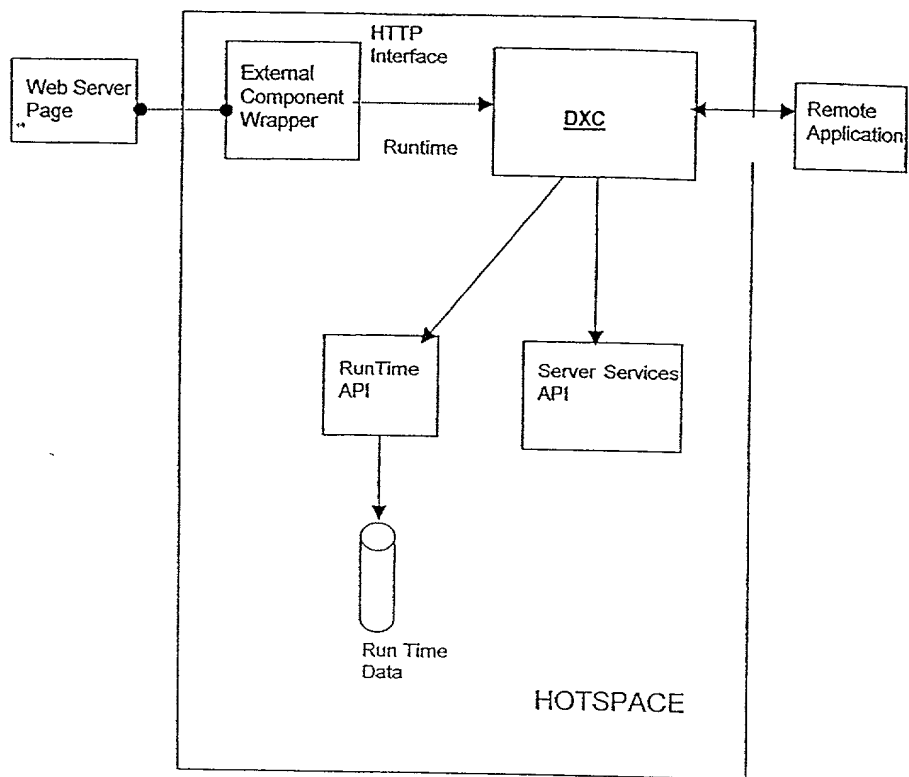 Web Server
Page
External
Component
Wrapper
HTTP
Interface
Runtime
DXC
Remote
Application
RunTime
API
Server Services
API
Run Time
Data
HOTSPACE